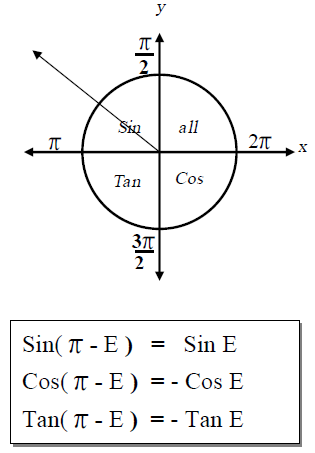 y
π/2
Sin all
π 2π x
Tan Cos
3π/2
Sin( π - E ) = Sin E
Cos( π - E ) = - Cos E
Tan( π - E ) = - Tan E